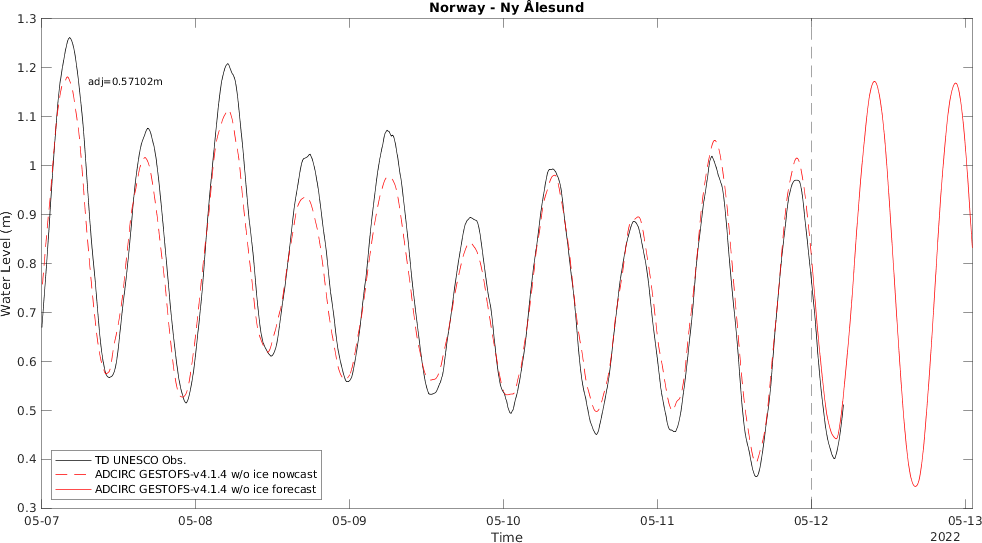 Norway - Ny Ålesund
Water Level (m)
1.3
1.2
1.1
1
0.9
0.8
0.7
0.6
0.5
0.4
0.3
adj=0.57102m
TD UNESCO Obs.
ADCIRC GESTOFS-v4.1.4 w/o ice nowcast
ADCIRC GESTOFS-v4.1.4 w/o ice forecast
05-07 05-08 05-09 05-10 05-11 05-12 05-13
Time
2022